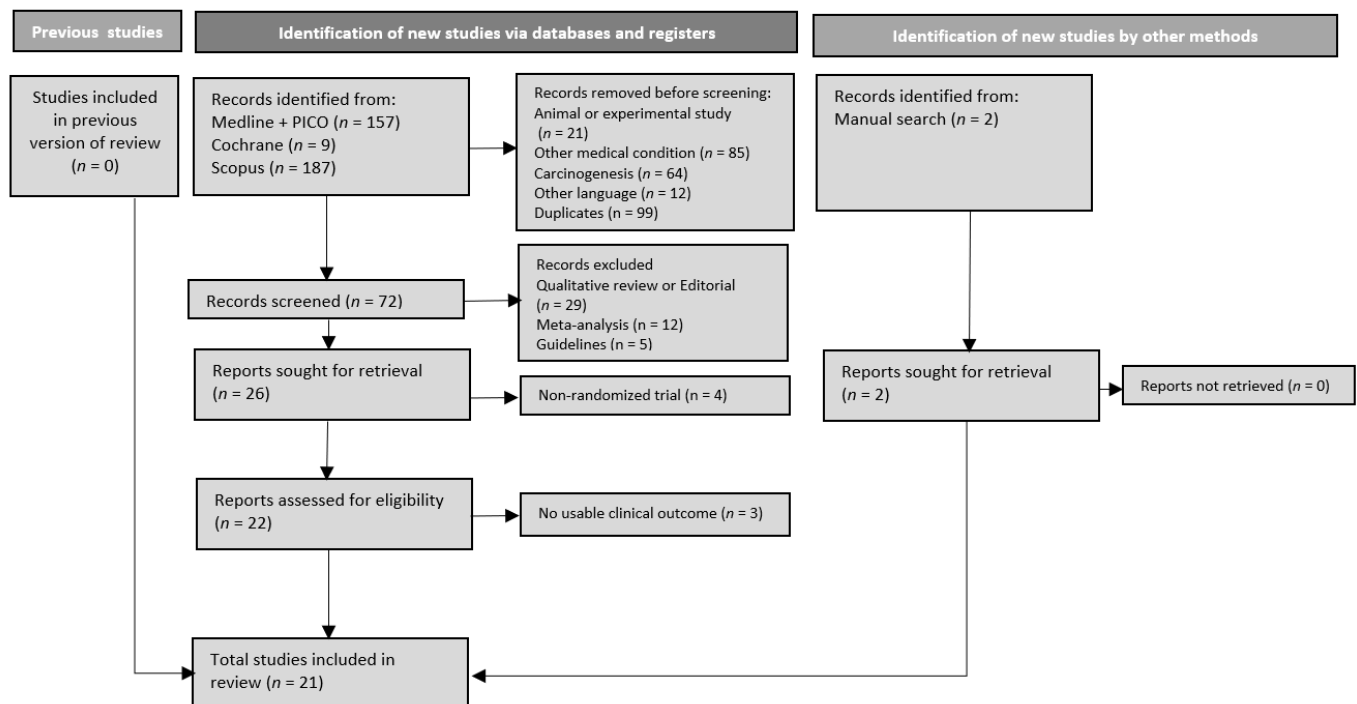 Previous studies
Identification of new studies via databases and registers
Identification of new studies by other methods
Studies included
in previous
version of review
(n = 0)
Records identified from:
Medline + PICO (n = 157)
Cochrane (n = 9)
Scopus (n = 187)
Records removed before screening:
Animal or experimental study
(n = 21)
Other medical condition (n = 85)
Carcinogenesis (n = 64)
Other language (n = 12)
Duplicates (n = 99)
Records identified from:
Manual search (n = 2)
Records screened (n = 72)
Records excluded
Qualitative review or Editorial
(n = 29)
Meta-analysis (n = 12)
Guidelines (n = 5)
Reports sought for retrieval
(n = 26)
Non-randomized trial (n = 4)
Reports sought for retrieval
(n = 2)
Reports not retrieved (n = 0)
Reports assessed for eligibility
(n = 22)
No usable clinical outcome (n = 3)
Total studies included in
review (n = 21)